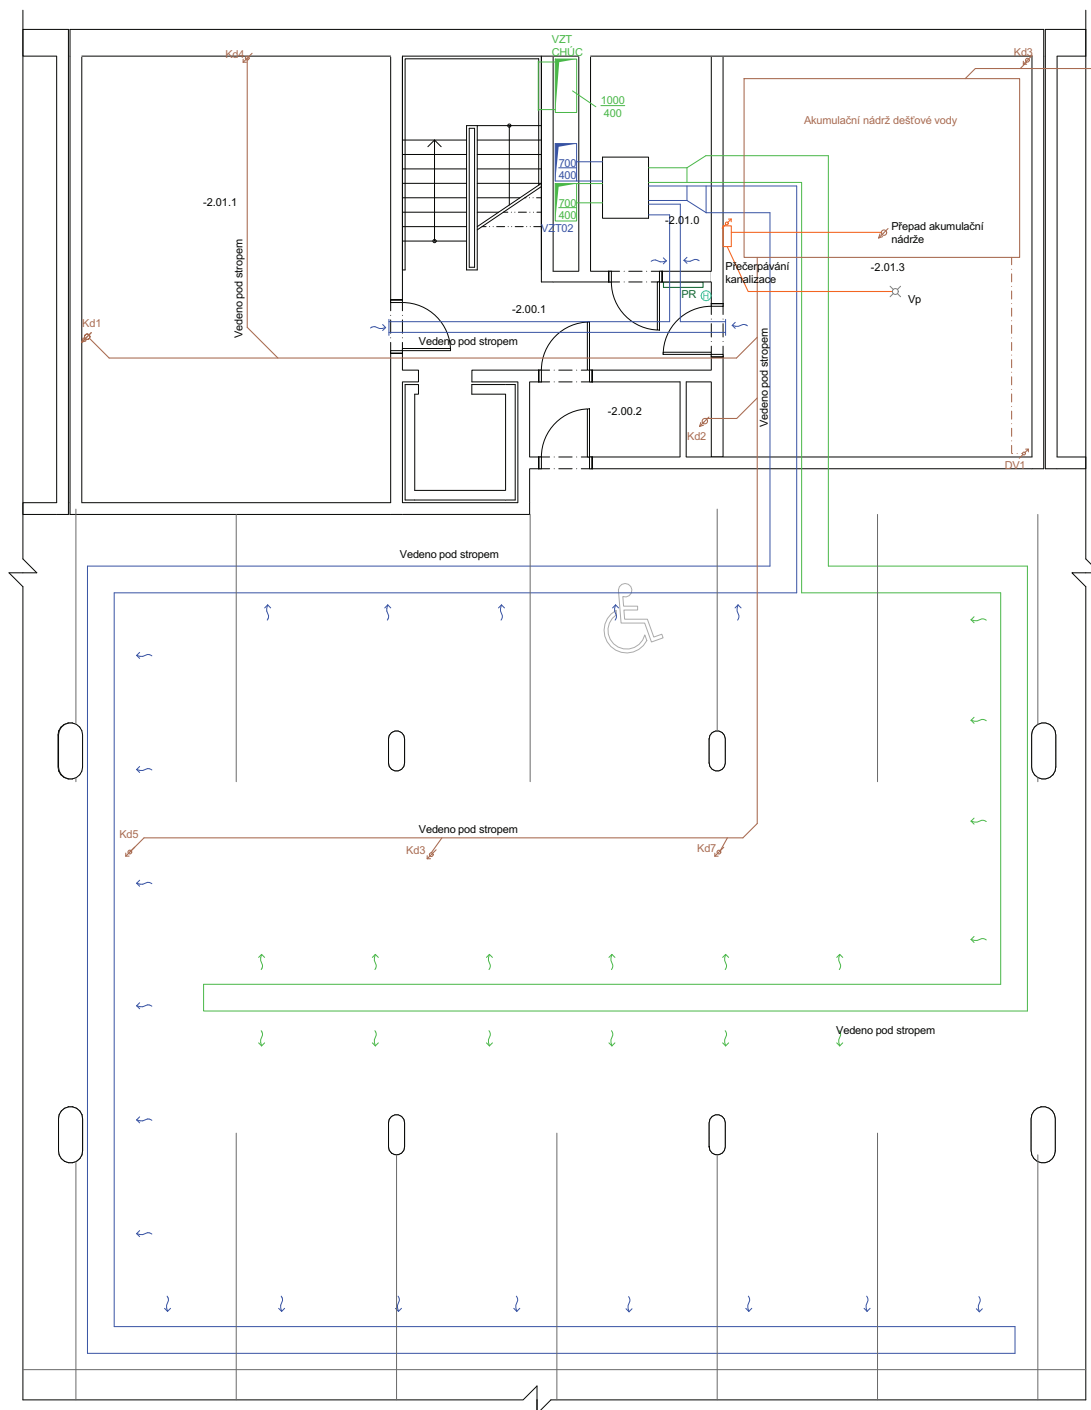 VZT
CHÚC
Kd4
Kd3
1000
400
Akumulační nádrž dešťové vody
700
400
700
400
-2.01.1
-2.01.0
VZT02
Přepad akumulační
nádrže
Přečerpávání
kanalizace
-2.01.3
Vedeno pod stropem
PR
H
Vp
-2.00.1
Kd1
Vedeno pod stropem
Vedeno pod stropem
-2.00.2
Kd2
DV1
Vedeno pod stropem
Kd5
Vedeno pod stropem
Kd3
Kd7
Vedeno pod stropem